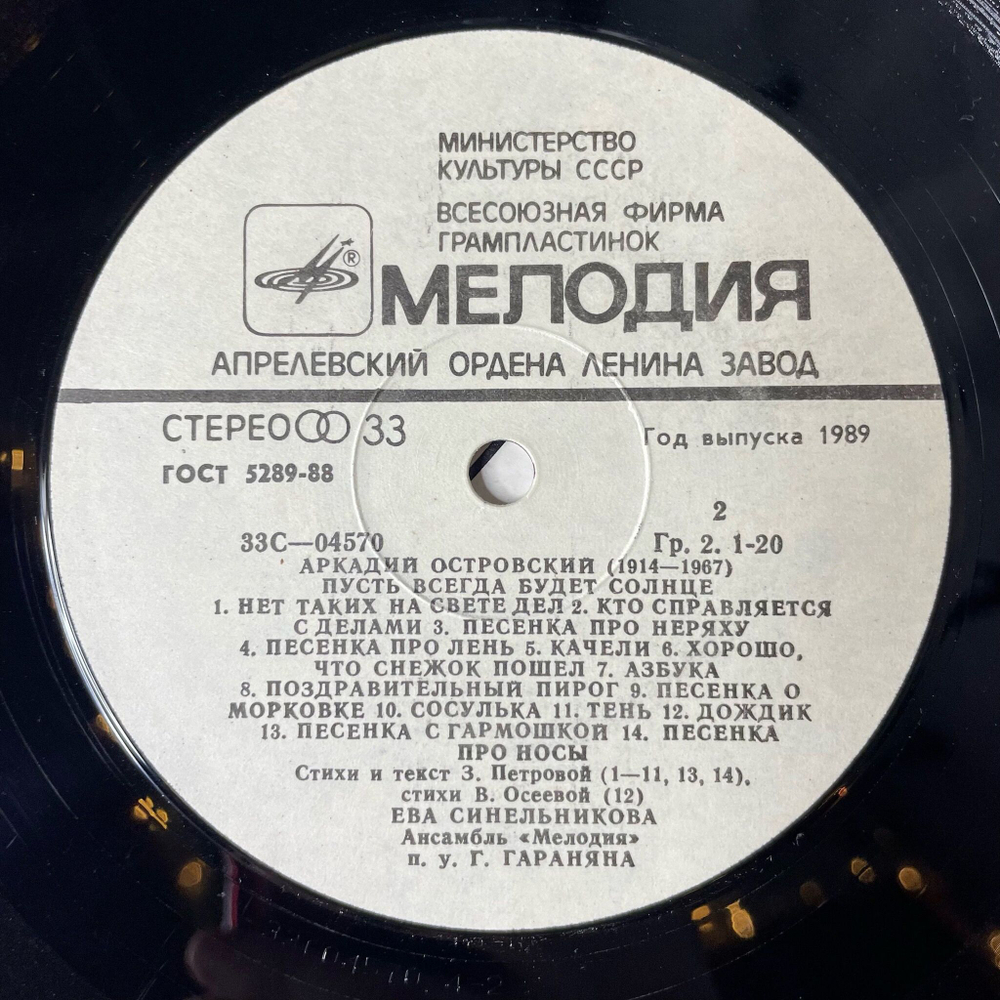 МИНИСТЕРСТВО
КУЛЬТУРЫ СССР
ВСЕСОЮЗНАЯ ФИРМА
ГРАМПЛАСТИНОК
®
МЕЛОДИЯ
АПРЕЛЕВСКИЙ ОРДЕНА ЛЕНИНА ЗАВОД
СТЕРЕО 33
Год выпуска 1989
ГОСТ 5289-88
2
33С—04570 Гр. 2. 1-20
АРКАДИЙ ОСТРОВСКИЙ (1914—1967)
ПУСТЬ ВСЕГДА БУДЕТ СОЛНЦЕ
1. НЕТ ТАКИХ НА СВЕТЕ ДЕЛ 2. КТО СПРАВЛЯЕТСЯ
С ДЕЛАМИ 3. ПЕСЕНКА ПРО НЕРЯХУ
4. ПЕСЕНКА ПРО ЛЕНЬ 5. КАЧЕЛИ 6. ХОРОШО,
ЧТО СНЕЖОК ПОШЕЛ 7. АЗБУКА
8. ПОЗДРАВИТЕЛЬНЫЙ ПИРОГ 9. ПЕСЕНКА О
МОРКОВКЕ 10. СОСУЛЬКА 11. ТЕНЬ 12. ДОЖДИК
13. ПЕСЕНКА С ГАРМОШКОЙ 14. ПЕСЕНКА
ПРО НОСЫ
Стихи и текст З. Петровой (1—11, 13, 14).
стихи В. Осеевой (12)
ЕВА СИНЕЛЬНИКОВА
Ансамбль «Мелодия»
п. у. Г. ГАРАНЯНА